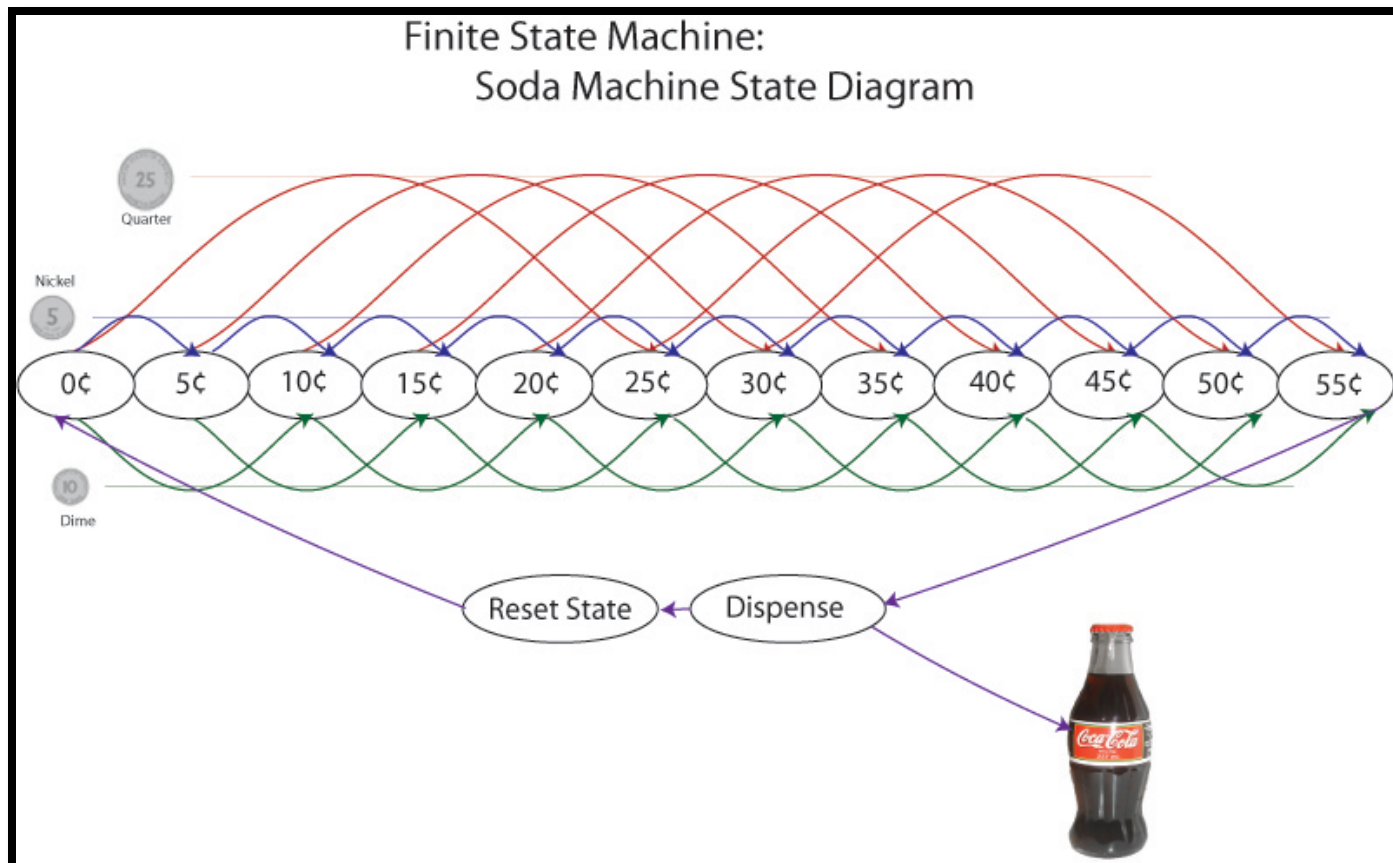 Finite State Machine:
Soda Machine State Diagram
25
Quarter
Nickel
5
0¢ 5¢ 10¢ 15¢ 20¢ 25¢ 30¢ 35¢ 40¢ 45¢ 50¢ 55¢
10
Dime
Reset State Dispense
Coca-Cola